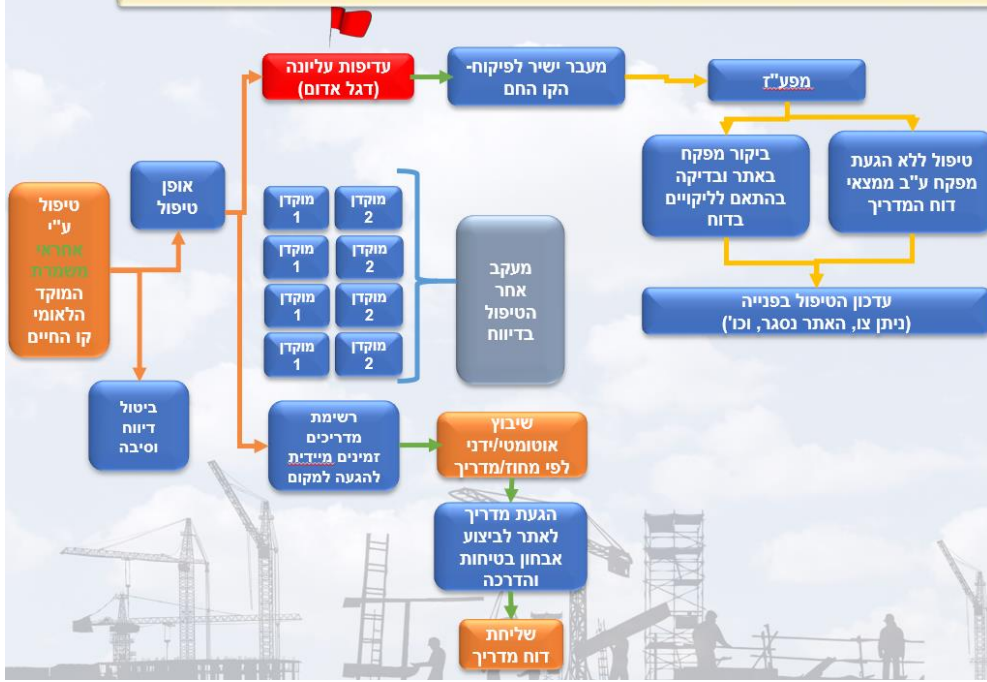 עדיפות עליונה
(דגל אדום)
מעבר ישיר לפיקוח-
הקו החם
מפע"ז
ביקור מפקח
באתר ובדיקה
בהתאם לליקויים
בדוח
טיפול ללא הגעת
מפקח ע"ב ממצאי
דוח המדריך
עדכון הטיפול בפנייה
(ניתן צו, האתר נסגר, וכו')
אופן
טיפול
טיפול
ע"י
אחראי
משמרת
המוקד
הלאומי
קו החיים
ביטול
דיווח
וסיבה
מוקדן
1
מוקדן
2
מוקדן
1
מוקדן
2
מוקדן
1
מוקדן
2
מוקדן
1
מוקדן
2
מעקב
אחר
הטיפול
בדיווח
רשימת
מדריכים
זמינים מיידית
להגעה למקום
שיבוץ
אוטומטי/ידני
לפי מחוז/מדריך
הגעת מדריך
לאתר לביצוע
אבחון בטיחות
והדרכה
שליחת
דוח מדריך